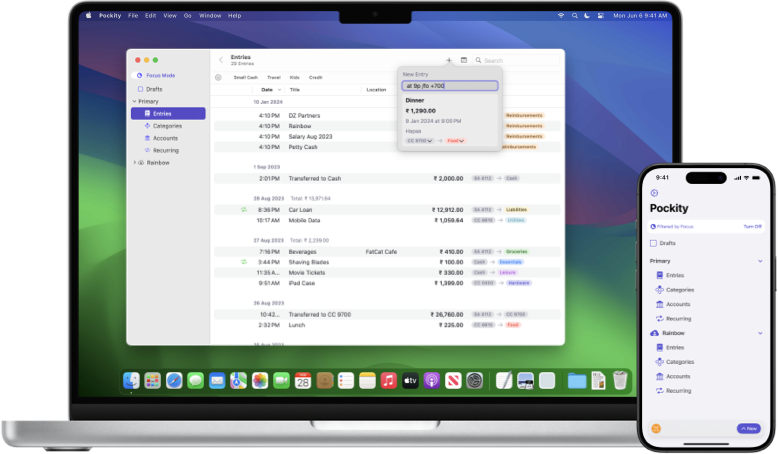 Pockity File Edit View Go Window Help Mon Jun 6 9:41 AM
Entries
29 Entries
Search
Focus Mode
Drafts
Primary
Entries
Categories
Accounts
Recurring
Rainbow
Small Cash Travel Kids Credit
Date Location
New Entry
at 9p /fo +700
Dinner
₹ 1,290.00
9 Jan 2024 at 9:00 PM
Hapaa
CC 9700 → Food
10 Jan 2024
4:10 PM DZ Partners Reimbursements
4:10 PM Rainbow Reimbursements
4:10 PM Salary Aug 2023 Reimbursements
4:10 PM Petty Cash Reimbursements
1 Sep 2023
2:01 PM Transferred to Cash ₹ 2,000.00 → Cash
28 Aug 2023 Total: ₹ 13,971.64
8:36 PM Car Loan ₹ 12,912.00 → Liabilities
10:17 AM Mobile Data ₹ 1,059.64 → Utilities
27 Aug 2023 Total: ₹ 2,239.00
7:16 PM Beverages FatCat Cafe ₹ 410.00 → Groceries
3:44 PM Shaving Blades ₹ 100.00 Cash → Essentials
11:35 A... Movie Tickets ₹ 330.00 Cash → Leisure
9:51 AM iPad Case ₹ 1,399.00 → Hardware
26 Aug 2023
10:42... Transferred to CC 9700 ₹ 26,760.00 → CC 9700
2:32 PM Lunch ₹ 225.00 → Food
25 Aug 2023
MON
28
tv
9:41
Pockity
Filtered by Focus Turn Off
Drafts
Primary
Entries
Categories
Accounts
Recurring
Rainbow
Entries
Categories
Accounts
Recurring
New